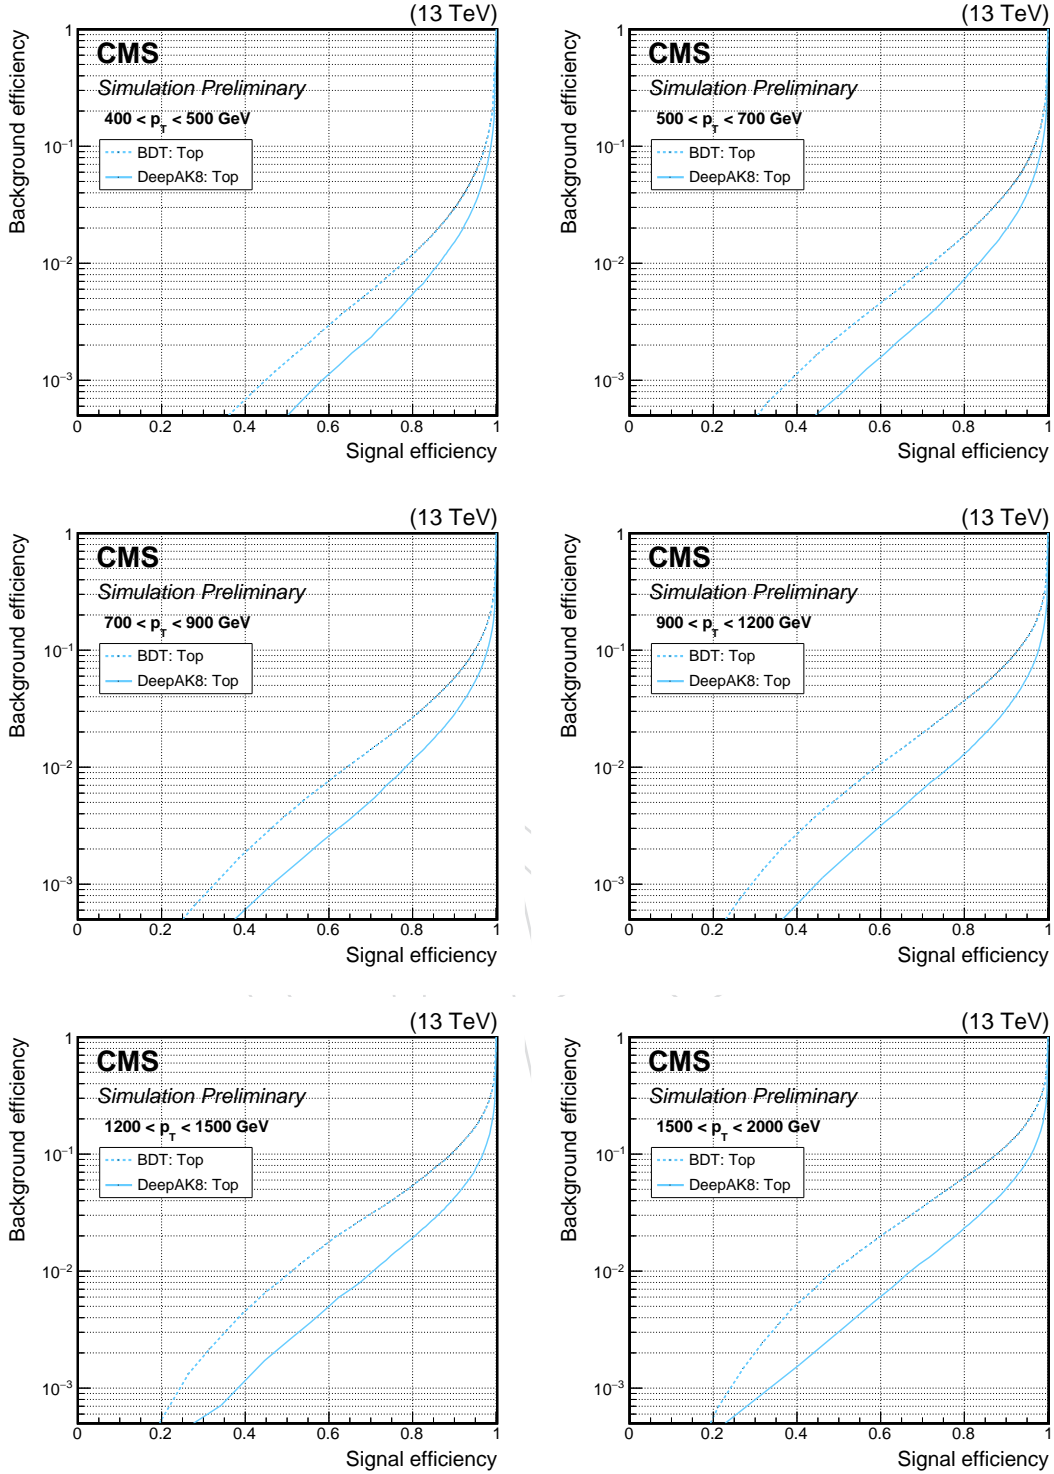 (13 TeV)
Background efficiency
1
10⁻¹
10⁻²
10⁻³
CMS
Simulation Preliminary
400 < p_T < 500 GeV
BDT: Top
DeepAK8: Top
0 0.2 0.4 0.6 0.8 1
Signal efficiency
(13 TeV)
Background efficiency
1
10⁻¹
10⁻²
10⁻³
CMS
Simulation Preliminary
500 < p_T < 700 GeV
BDT: Top
DeepAK8: Top
0 0.2 0.4 0.6 0.8 1
Signal efficiency
(13 TeV)
Background efficiency
1
10⁻¹
10⁻²
10⁻³
CMS
Simulation Preliminary
700 < p_T < 900 GeV
BDT: Top
DeepAK8: Top
0 0.2 0.4 0.6 0.8 1
Signal efficiency
(13 TeV)
Background efficiency
1
10⁻¹
10⁻²
10⁻³
CMS
Simulation Preliminary
900 < p_T < 1200 GeV
BDT: Top
DeepAK8: Top
0 0.2 0.4 0.6 0.8 1
Signal efficiency
(13 TeV)
Background efficiency
1
10⁻¹
10⁻²
10⁻³
CMS
Simulation Preliminary
1200 < p_T < 1500 GeV
BDT: Top
DeepAK8: Top
0 0.2 0.4 0.6 0.8 1
Signal efficiency
(13 TeV)
Background efficiency
1
10⁻¹
10⁻²
10⁻³
CMS
Simulation Preliminary
1500 < p_T < 2000 GeV
BDT: Top
DeepAK8: Top
0 0.2 0.4 0.6 0.8 1
Signal efficiency